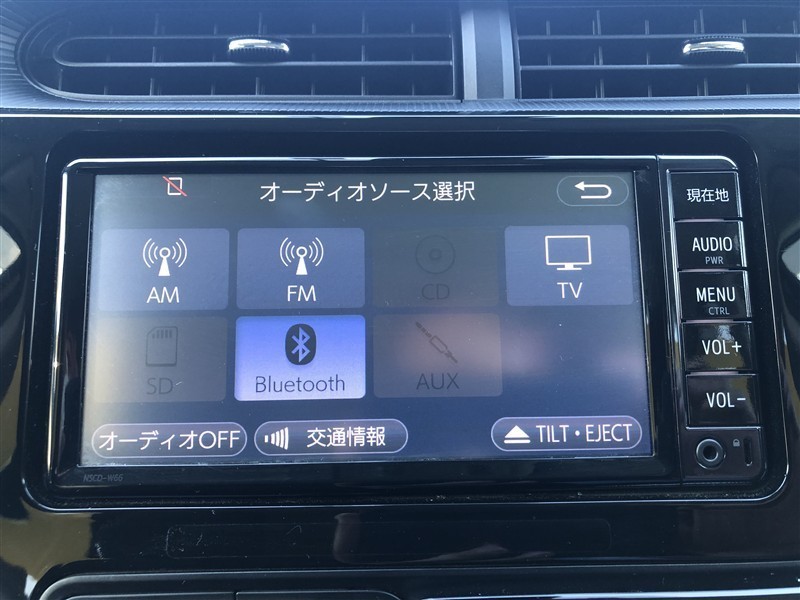 オーディオソース選択
現在地
AM
FM
CD
TV
AUDIO
PWR
MENU
CTRL
SD
Bluetooth
AUX
VOL+
VOL-
オーディオOFF
交通情報
TILT・EJECT
NSCD-W66